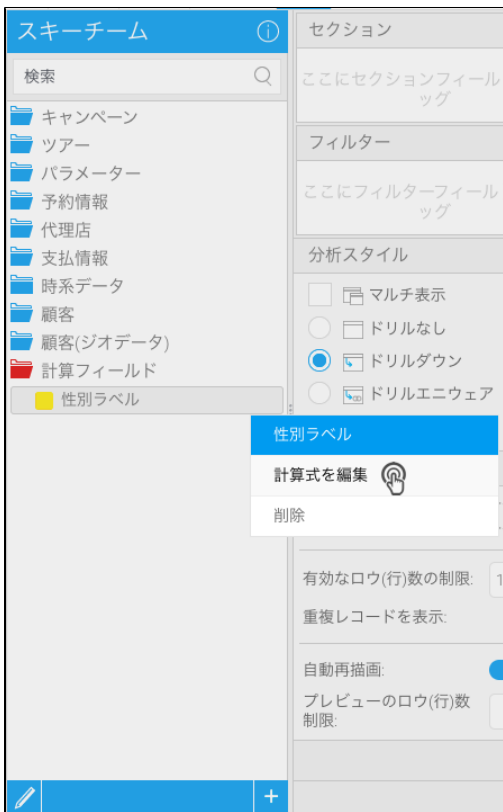 スキーチーム
検索
キャンペーン
ツアー
パラメーター
予約情報
代理店
支払情報
時系データ
顧客
顧客(ジオデータ)
計算フィールド
性別ラベル
性別ラベル
計算式を編集
削除
セクション
ここにセクションフィール
ッグ
フィルター
ここにフィルターフィール
ッグ
分析スタイル
マルチ表示
ドリルなし
ドリルダウン
ドリルエニウェア
有効なロウ(行)数の制限:
1
重複レコードを表示:
自動再描画:
プレビューのロウ(行)数
制限: